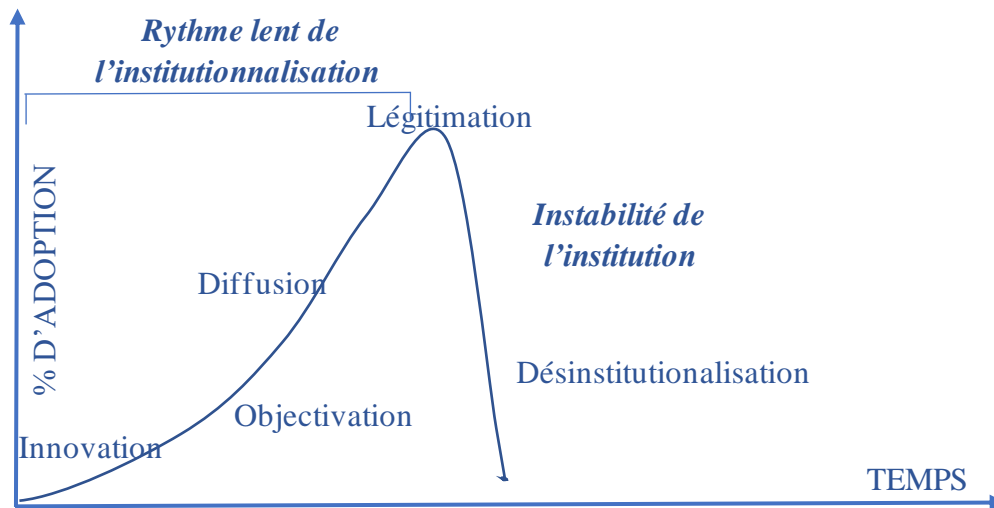 Rythme lent de
l’institutionnalisation
Légitimation
% D’ADOPTION
Instabilité de
l’institution
Diffusion
Désinstitutionalisation
Objectivation
Innovation
TEMPS